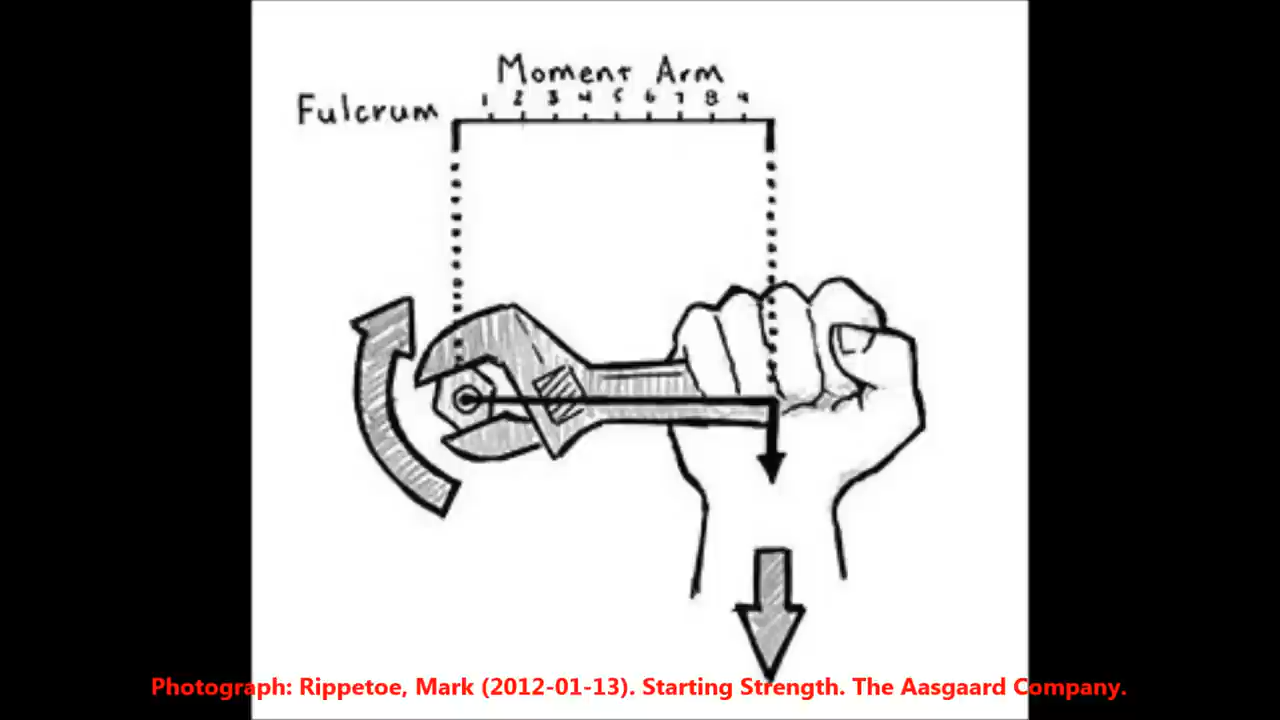 Moment Arm
Fulcrum
1 2 3 4 5 6 7 8 9
Photograph: Rippetoe, Mark (2012-01-13). Starting Strength. The Aasgaard Company.